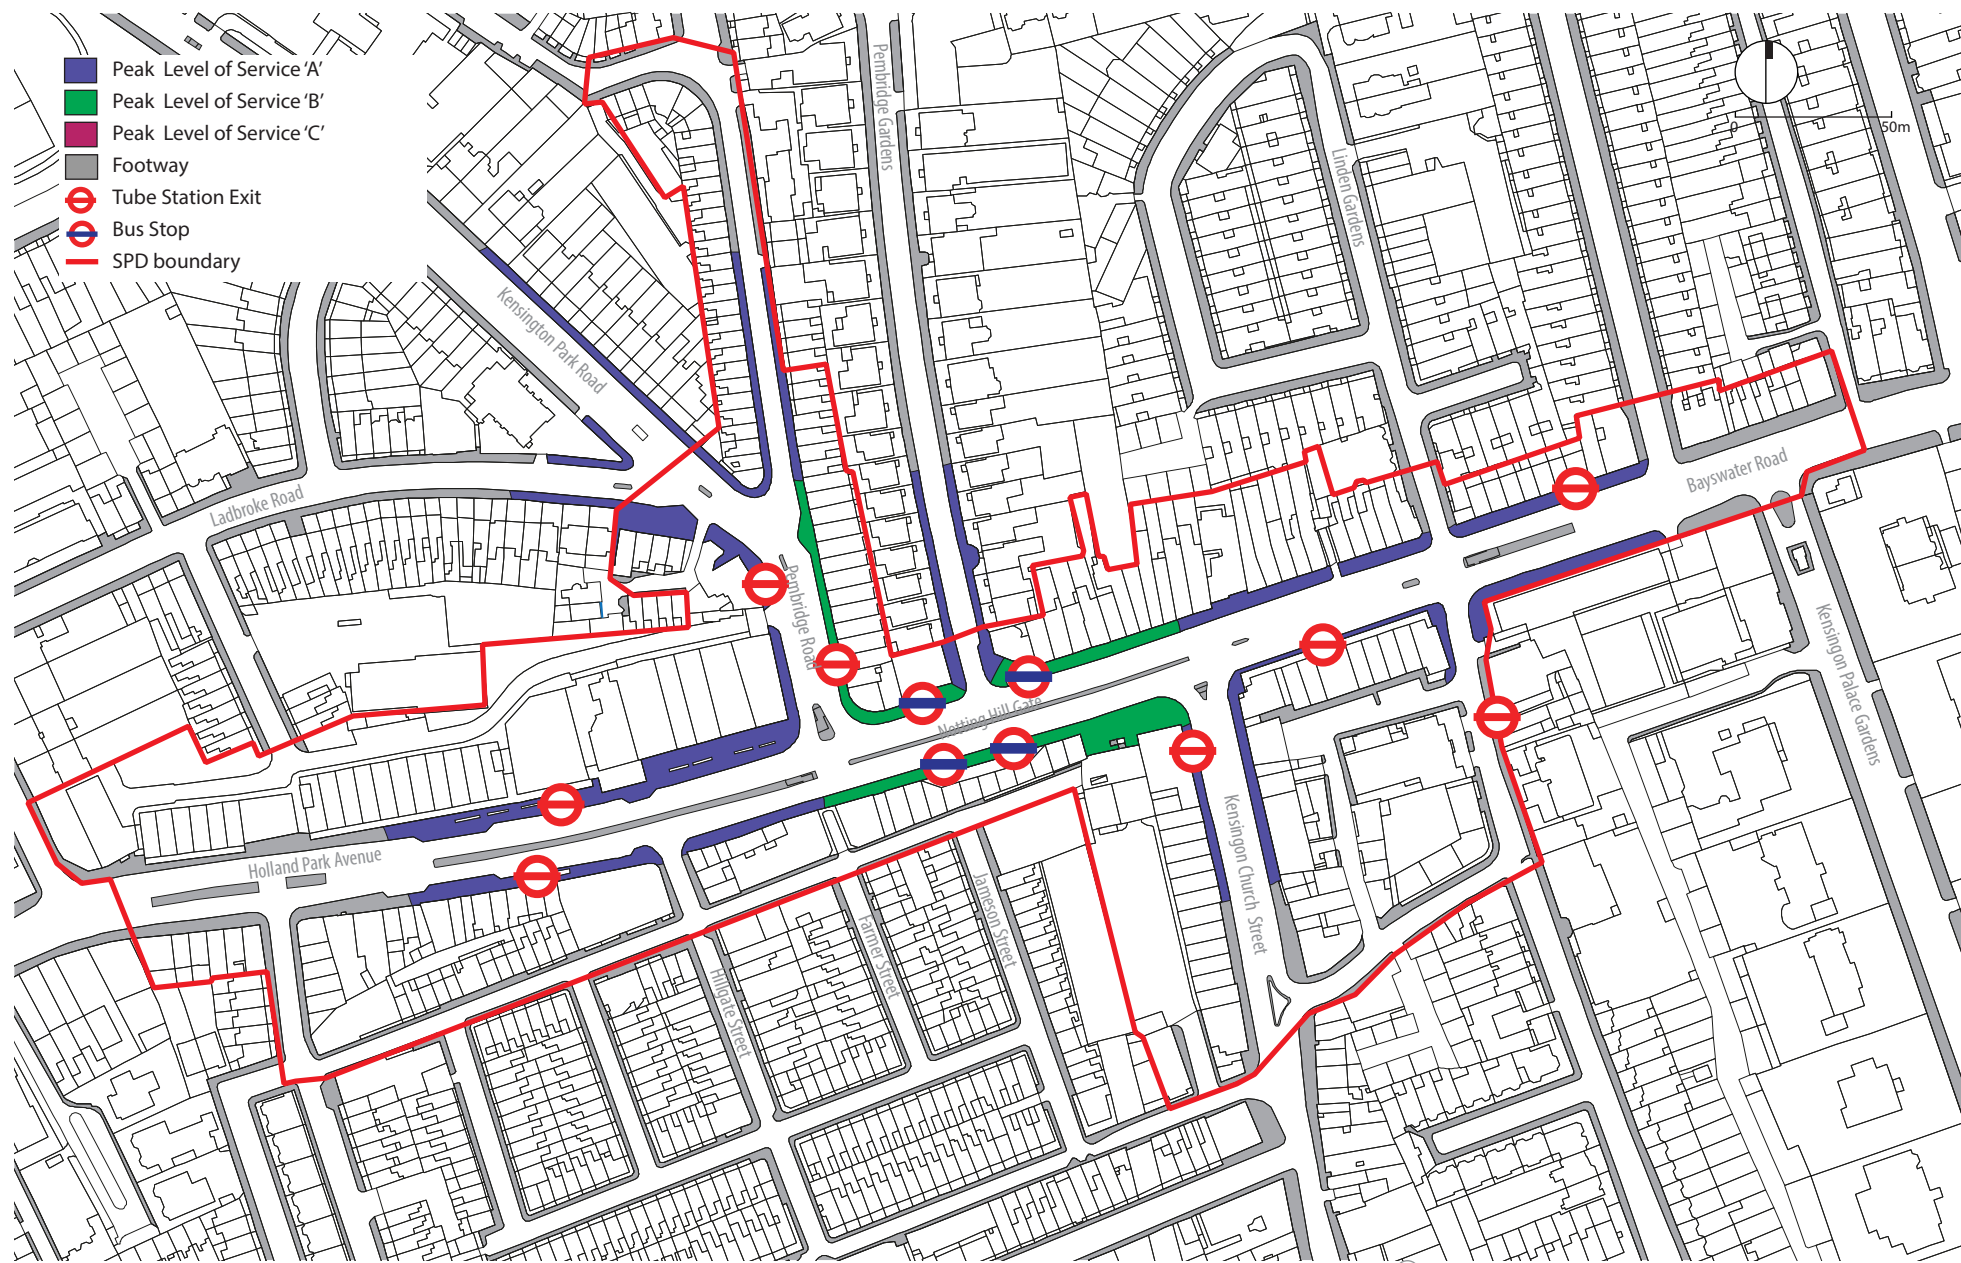 Peak Level of Service ‘A’
Peak Level of Service ‘B’
Peak Level of Service ‘C’
Footway
Tube Station Exit
Bus Stop
SPD boundary
0 50m
Pembridge Gardens
Linden Gardens
Kensington Park Road
Ladbroke Road
Bayswater Road
Pembridge Road
Kensingon Palace Gardens
Notting Hill Gate
Holland Park Avenue
Kensingon Church Street
Jameson Street
Farmer Street
Hillgate Street